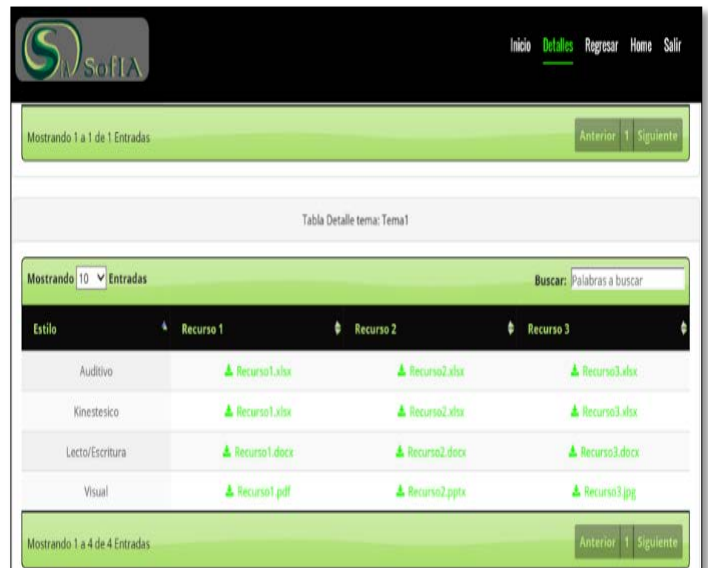 SofIA
Inicio Detalles Regresar Home Salir
Mostrando 1 a 1 de 1 Entradas Anterior 1 Siguiente
Tabla Detalle tema: Tema1
Mostrando 10 Entradas Buscar: Palabras a buscar
Estilo Recurso 1 Recurso 2 Recurso 3
Auditivo Recurso1.xlsx Recurso2.xlsx Recurso3.xlsx
Kinestesico Recurso1.xlsx Recurso2.xlsx Recurso3.xlsx
Lecto/Escritura Recurso1.docx Recurso2.docx Recurso3.docx
Visual Recurso1.pdf Recurso2.pptx Recurso3.jpg
Mostrando 1 a 4 de 4 Entradas Anterior 1 Siguiente